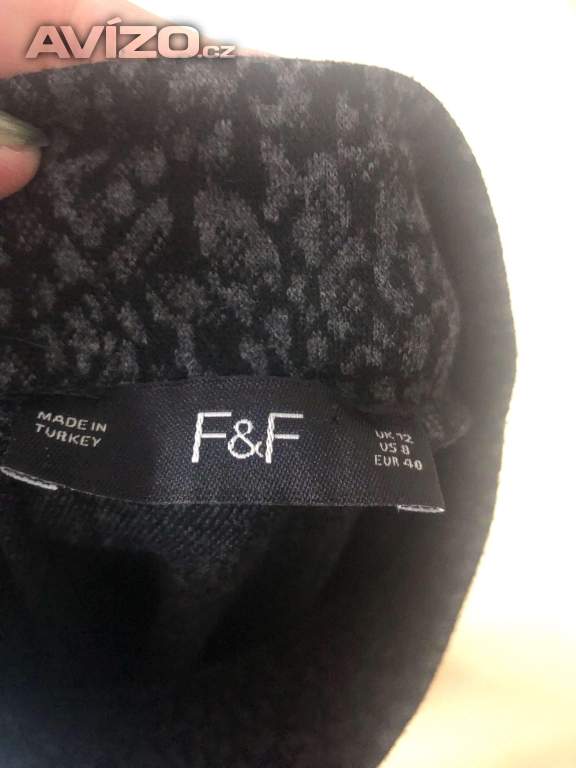 AVÍZO.cz
MADE IN
TURKEY
F&F
UK 12
US 8
EUR 40